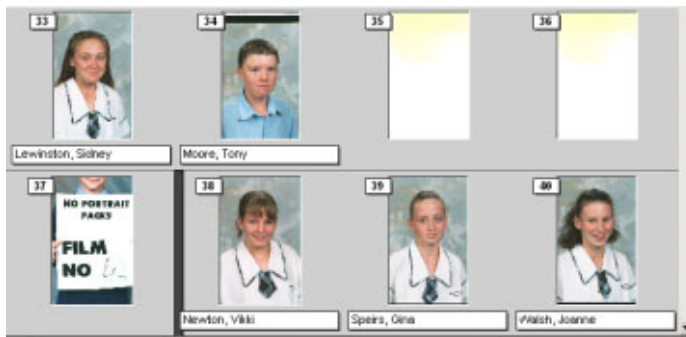 33
34
35
36
Lewinston, Sidney
Moore, Tony
37
38
39
40
NO PORTRAIT
PACKS
FILM
NO
Newton, Vikki
Speirs, Gina
Walsh, Joanne